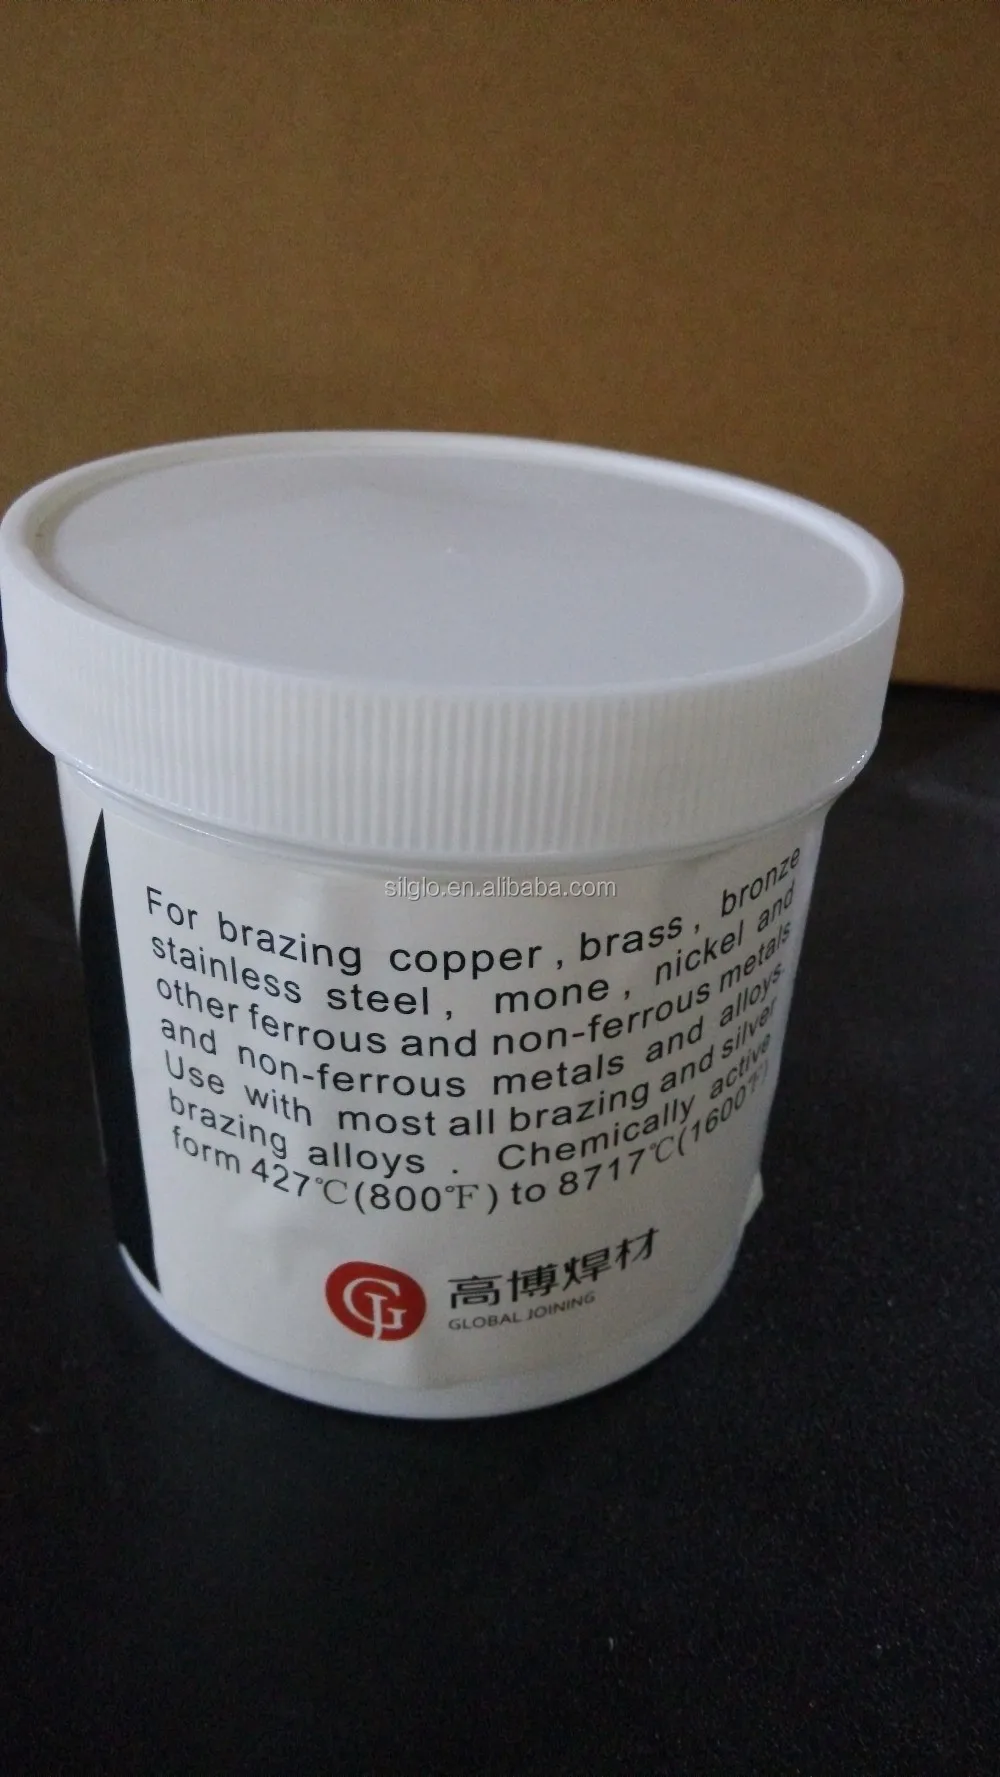 silglo.en.alibaba.com
For brazing copper , brass , bronze
stainless steel , mone , nickel and
other ferrous and non-ferrous metals
and non-ferrous metals and alloys.
Use with most all brazing and silver
brazing alloys . Chemically active
form 427℃(800℉) to 8717℃(1600℉)
高博焊材
GLOBAL JOINING